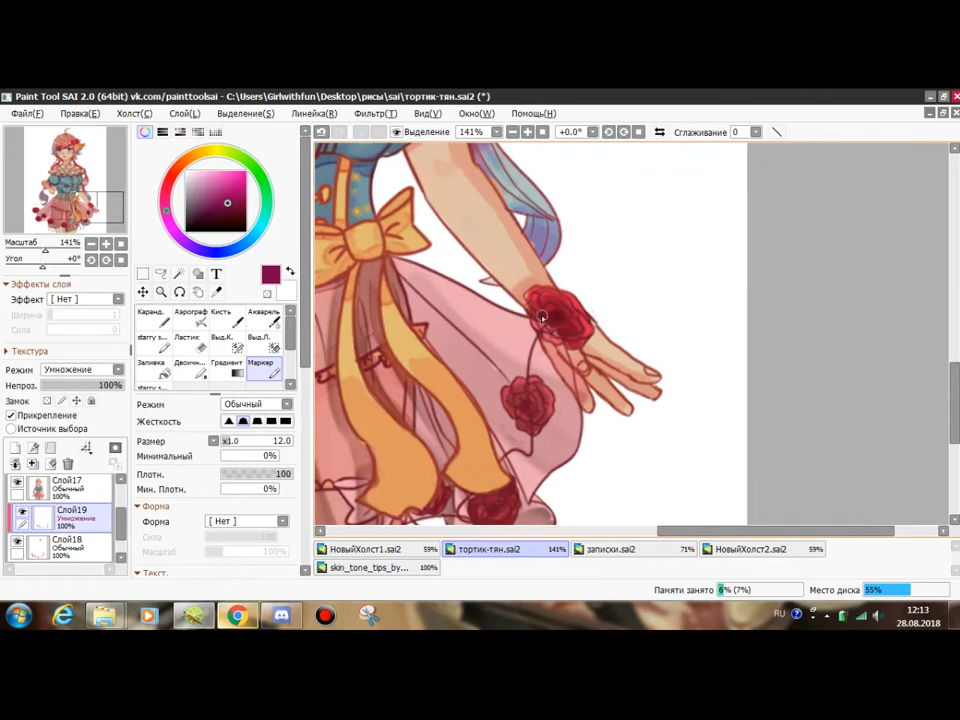 Paint Tool SAI 2.0 (64bit) vk.com/painttoolsai - C:\Users\Girlwithfun\Desktop\рисы\sai\тортик-тян.sai2 (*)
Файл(F) Правка(E) Холст(C) Слой(L) Выделение(S) Линейка(R) Фильтр(T) Вид(V) Окно(W) Помощь(H)
Выделение 141% +0.0° Сглаживание 0
Масштаб 141%
Угол +0°
Эффекты слоя
Эффект [ Нет ]
Ширина 1
Сила
Текстура
Режим Умножение
Непроз. 100%
Замок
Прикрепление
Источник выбора
Слой17
Обычный
100%
Слой19
Умножение
100%
Слой18
Обычный
100%
T
Каранд. Аэрограф Кисть Акварель
starry s... Ластик Выд.К. Выд.Л.
Заливка Двоичн... Градиент Маркер
starry s...
Режим Обычный
Жесткость
Размер x1.0 12.0
Минимальный 0%
Плотн. 100
Мин. Плотн. 0%
Форма
Форма [ Нет ]
Сила 100
Масштаб 100%
Текст.
НовыйХолст1.sai2 59% тортик-тян.sai2 141% записки.sai2 71% НовыйХолст2.sai2 59%
skin_tone_tips_by... 100%
Памяти занято 6% (7%) Место диска 55%
RU 12:13
28.08.2018